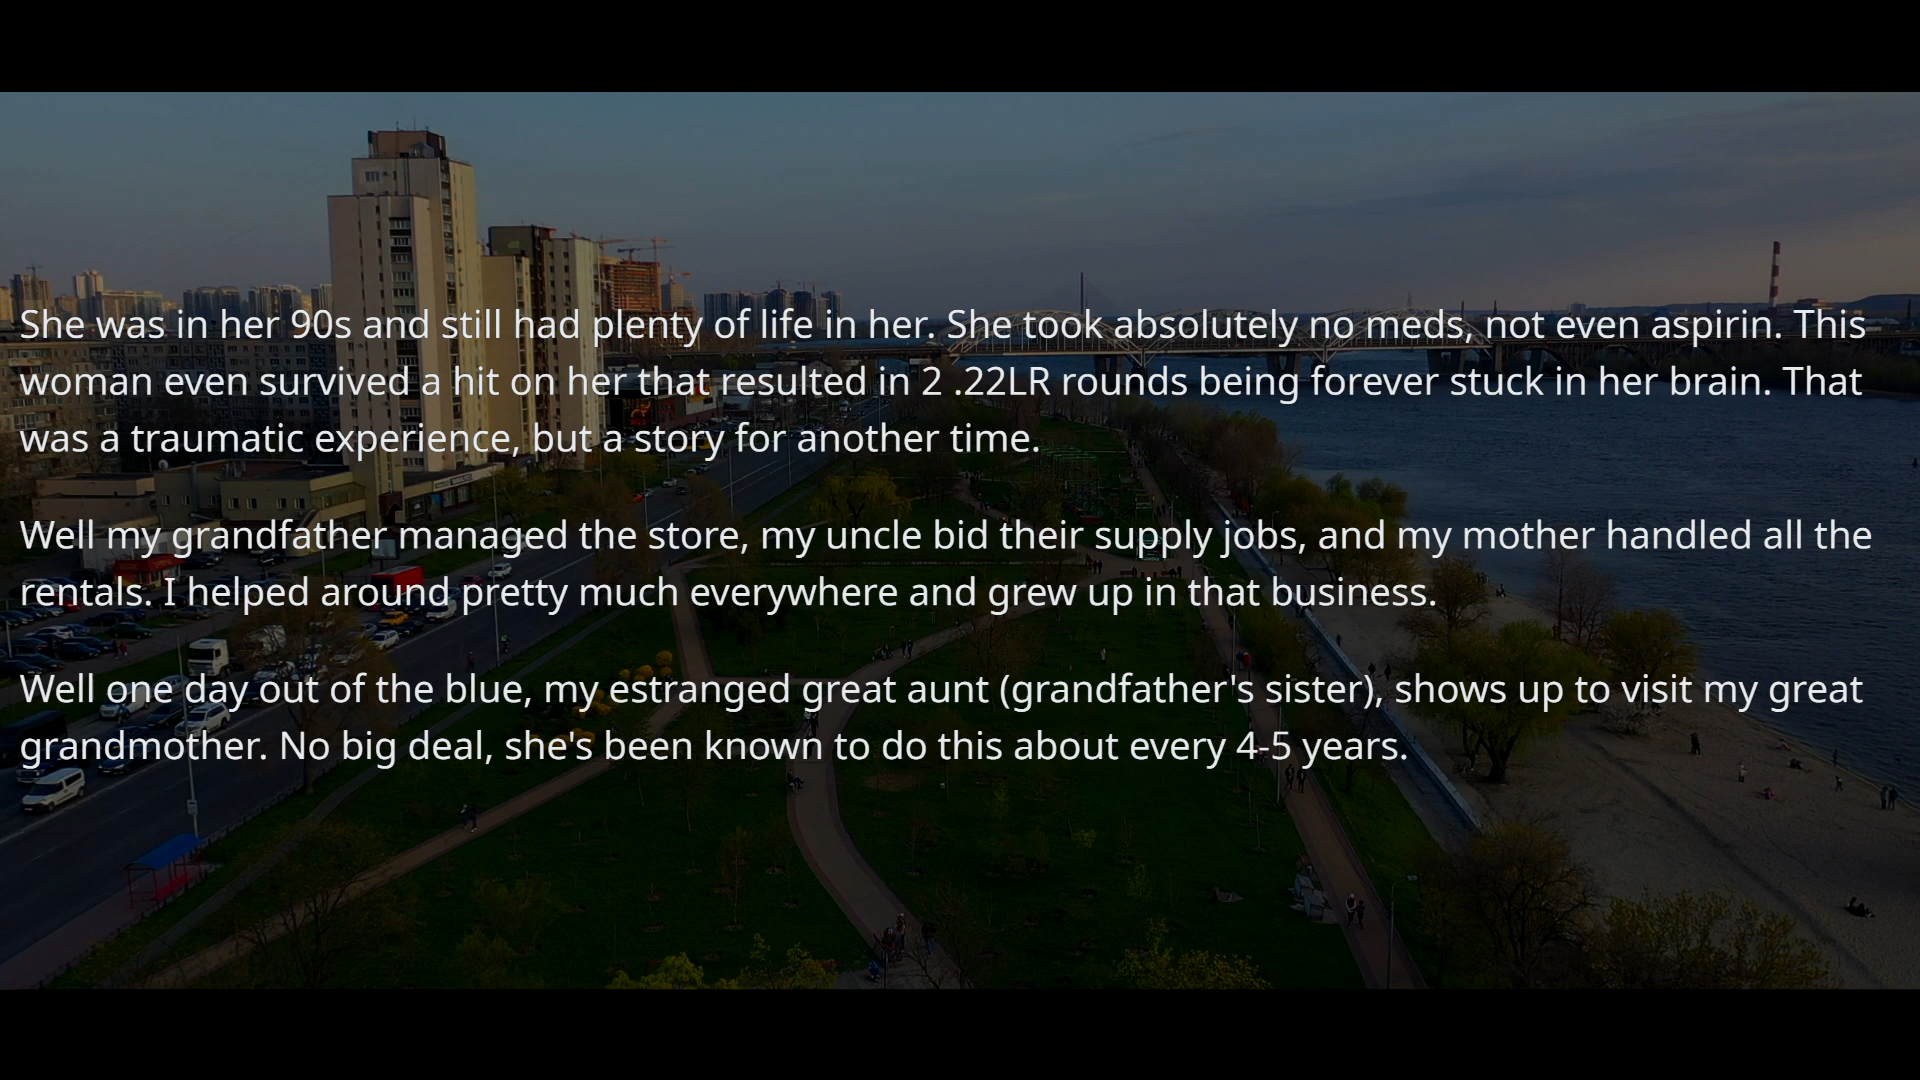 She was in her 90s and still had plenty of life in her. She took absolutely no meds, not even aspirin. This
woman even survived a hit on her that resulted in 2 .22LR rounds being forever stuck in her brain. That
was a traumatic experience, but a story for another time.
Well my grandfather managed the store, my uncle bid their supply jobs, and my mother handled all the
rentals. I helped around pretty much everywhere and grew up in that business.
Well one day out of the blue, my estranged great aunt (grandfather's sister), shows up to visit my great
grandmother. No big deal, she's been known to do this about every 4-5 years.